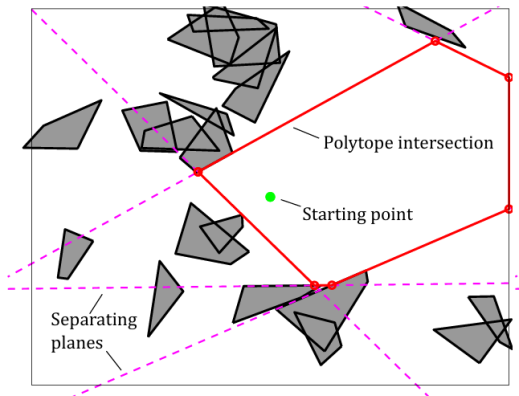 Polytope intersection
Starting point
Separating
planes